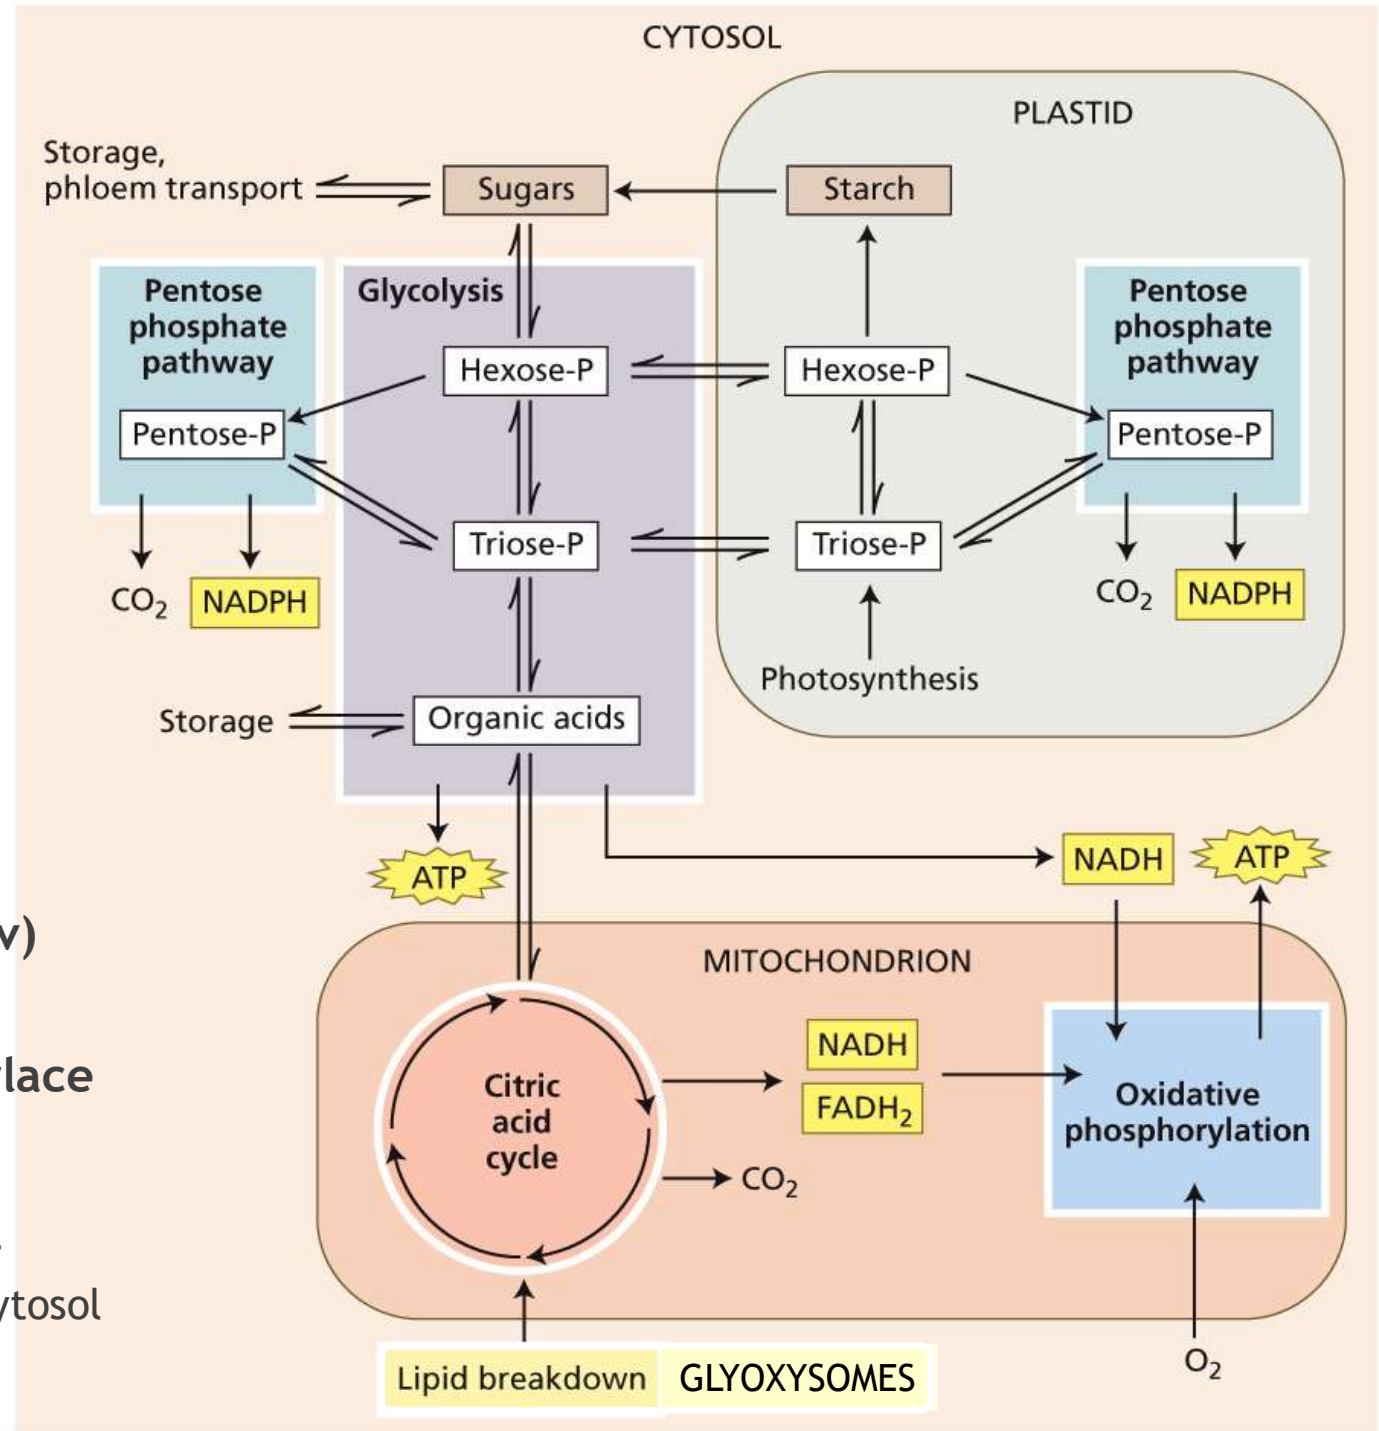 CYTOSOL
PLASTID
Storage,
phloem transport
Sugars
Starch
Pentose
phosphate
pathway
Glycolysis
Pentose
phosphate
pathway
Hexose-P
Hexose-P
Pentose-P
Pentose-P
Triose-P
Triose-P
CO₂
NADPH
CO₂
NADPH
Photosynthesis
Storage
Organic acids
ATP
NADH
ATP
MITOCHONDRION
NADH
FADH₂
Citric
acid
cycle
Oxidative
phosphorylation
CO₂
O₂
Lipid breakdown
GLYOXYSOMES